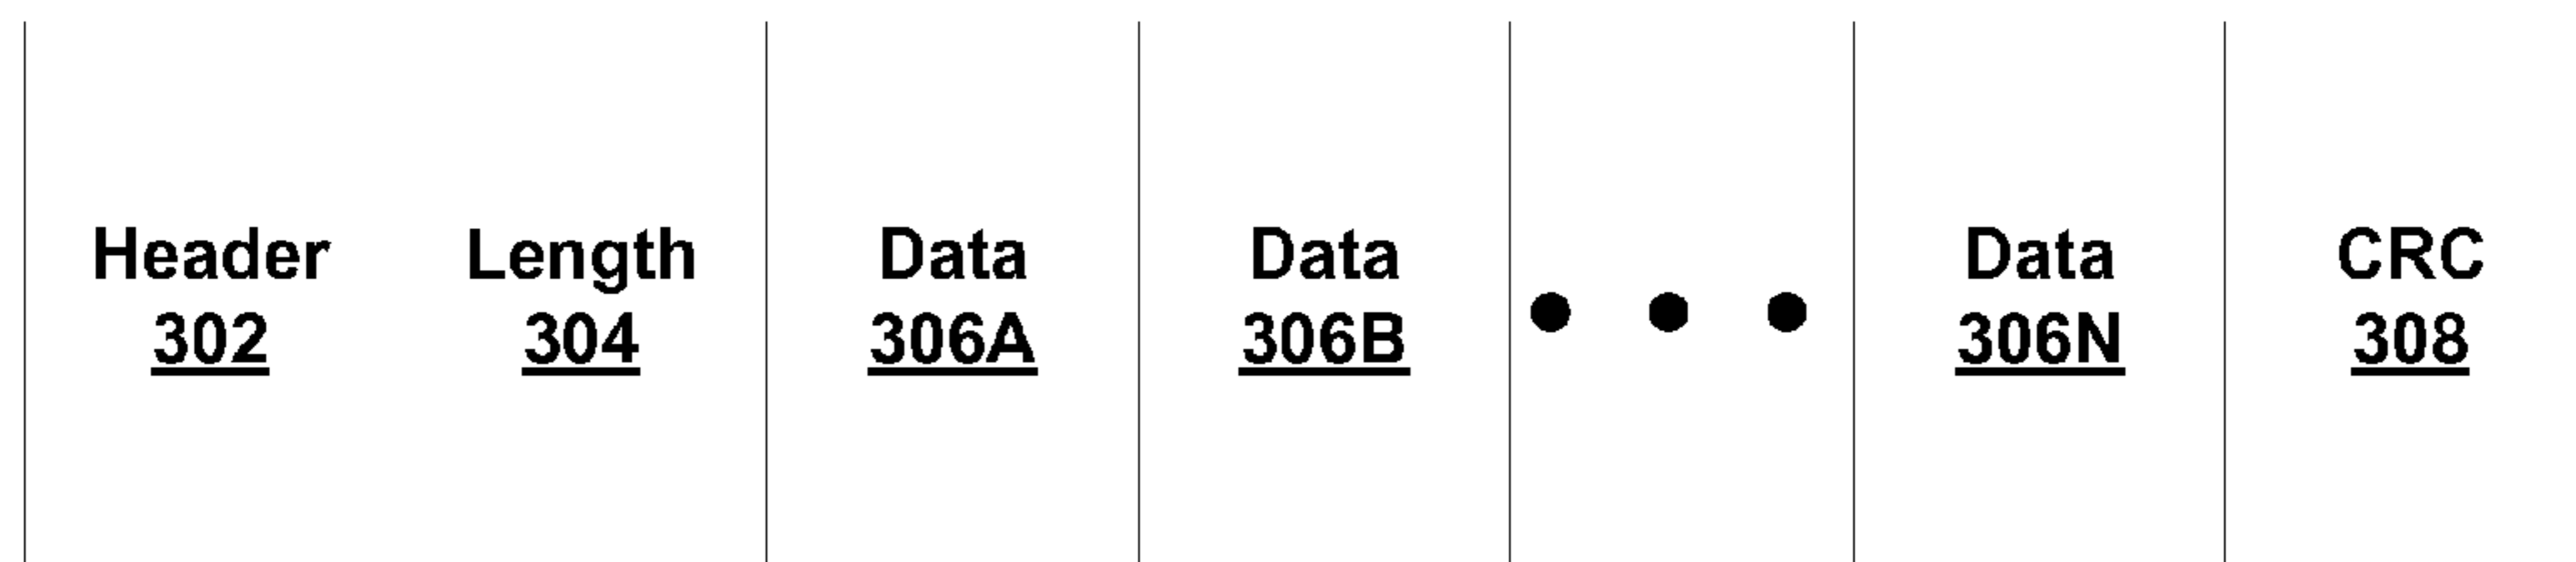 Header Length Data Data Data CRC
302 304 306A 306B ● ● ● 306N 308